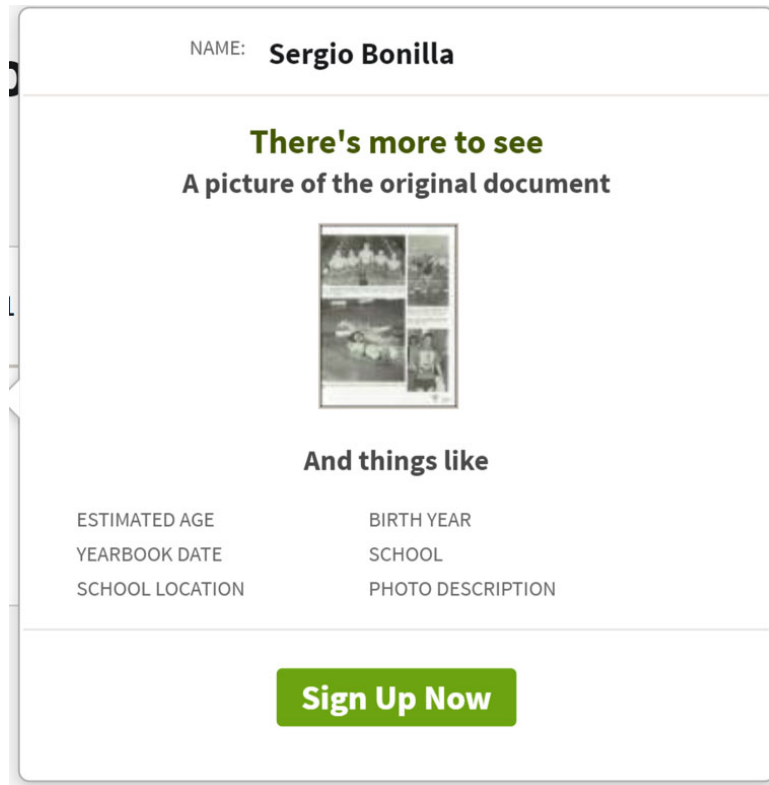 NAME: Sergio Bonilla
There's more to see
A picture of the original document
And things like
ESTIMATED AGE BIRTH YEAR
YEARBOOK DATE SCHOOL
SCHOOL LOCATION PHOTO DESCRIPTION
Sign Up Now